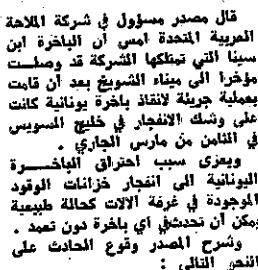 قال مصدر مسؤول في شركة الملاحة
العربية المتحدة امس أن الباخرة ابن
سينا التي تمتلكها الشركة قد وصلت
مؤخرا الى ميناء الشويخ بعد أن قامت
بعملية جريئة لانقاذ باخرة يونانية كانت
على وشك الانفجار في خليج السويس
في الثامن من مارس الجاري .
ويعزى سبب احتراق الباخرة
اليونانية الى انفجار خزانات الوقود
الموجودة في غرفة الالات كحالة طبيعية
يمكن أن تحدث في أي باخرة دون تعمد .
وشرح المصدر وقوع الحادث على
النحو التالي :